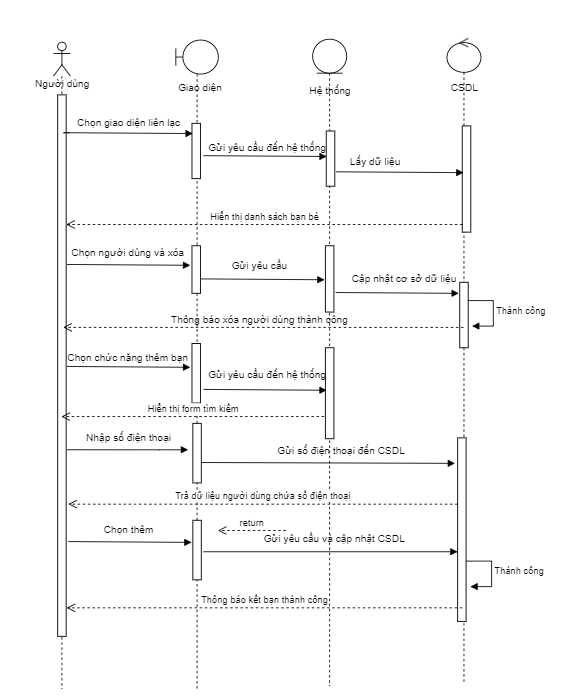 Người dùng
Giao diện
Hệ thống
CSDL
Chọn giao diện liên lạc
Gửi yêu cầu đến hệ thống
Lấy dữ liệu
Hiển thị danh sách bạn bè
Chọn người dùng và xóa
Gửi yêu cầu
Cập nhật cơ sở dữ liệu
Thành công
Thông báo xóa người dùng thành công
Chọn chức năng thêm bạn
Gửi yêu cầu đến hệ thống
Hiển thị form tìm kiếm
Nhập số điện thoại
Gửi số điện thoại đến CSDL
Trả dữ liệu người dùng chứa số điện thoại
return
Chọn thêm
Gửi yêu cầu và cập nhật CSDL
Thành công
Thông báo kết bạn thành công